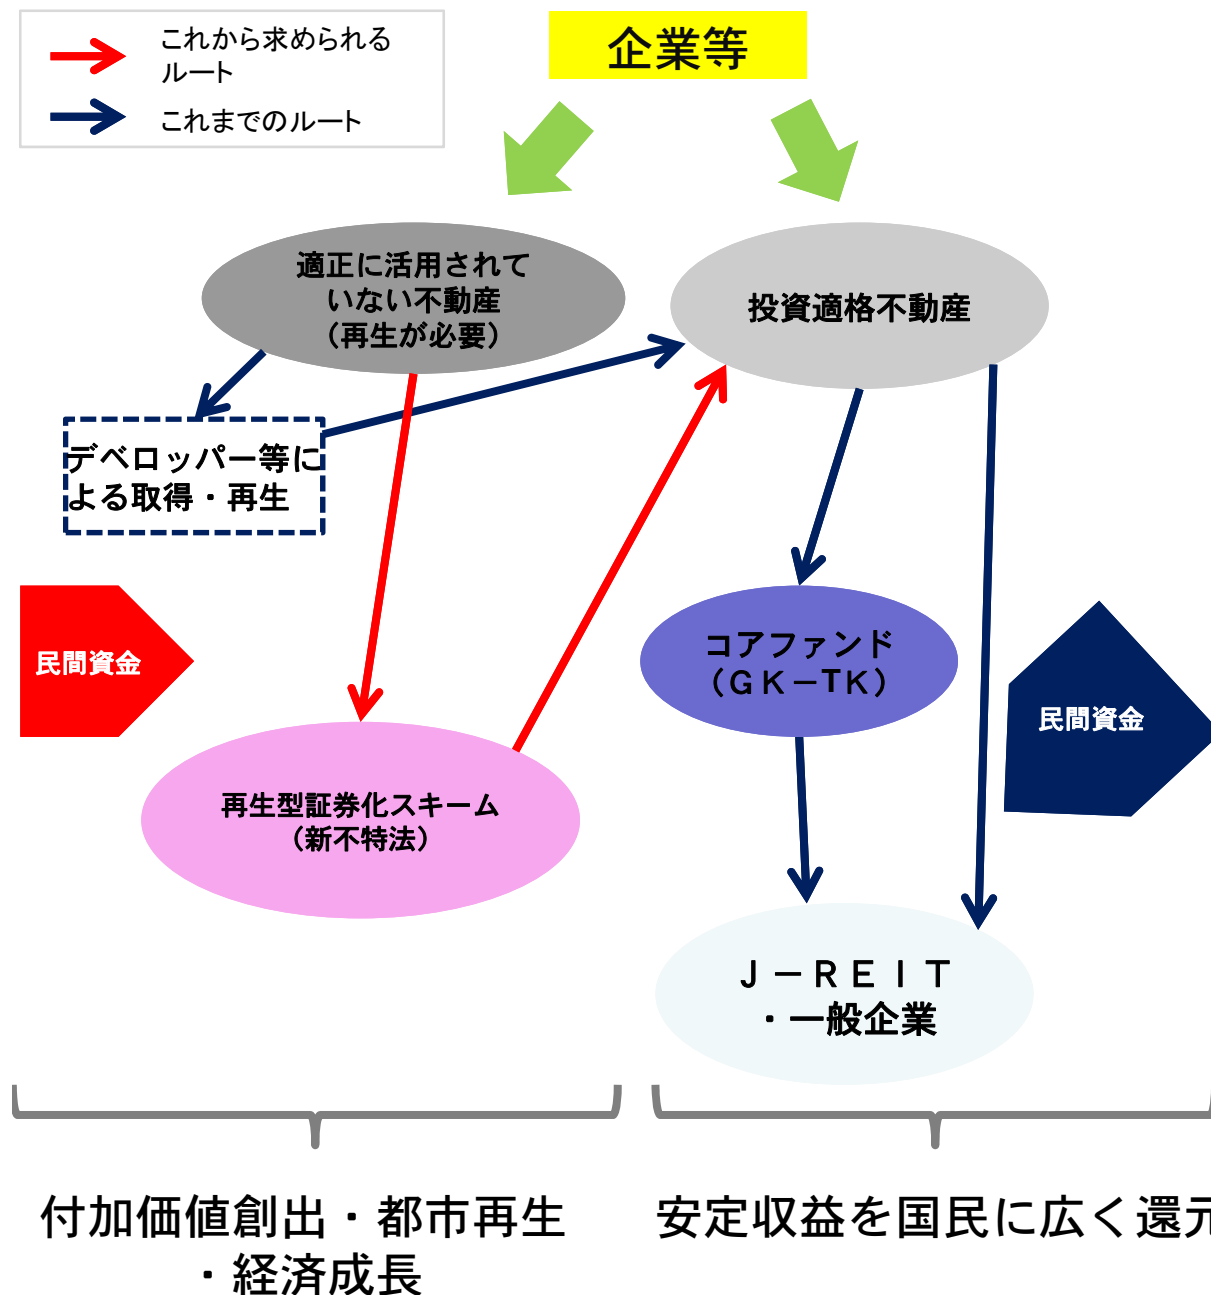 これから求められる
ルート
これまでのルート
企業等
適正に活用されて
いない不動産
（再生が必要）
投資適格不動産
デベロッパー等に
よる取得・再生
民間資金
コアファンド
（ＧＫ－ＴＫ）
民間資金
再生型証券化スキーム
（新不特法）
Ｊ－ＲＥＩＴ
・一般企業
付加価値創出・都市再生
・経済成長
安定収益を国民に広く還元